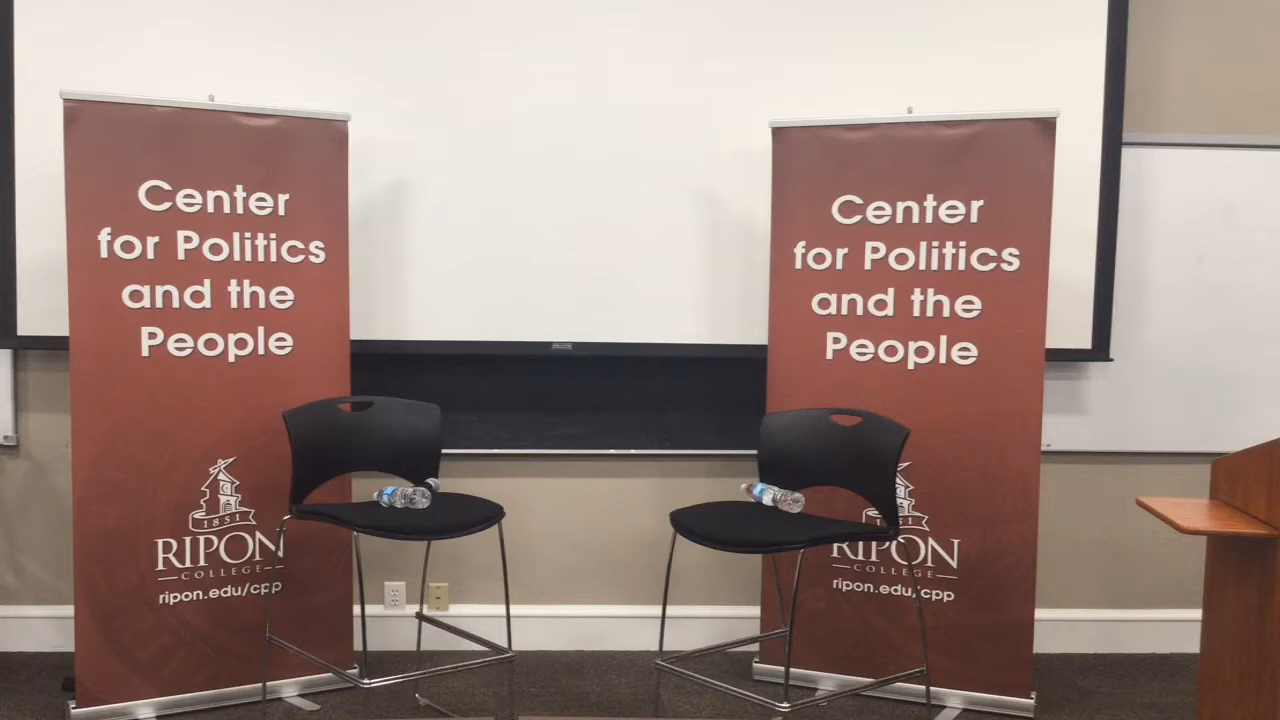 Center
for Politics
and the
People
1851
RIPON
COLLEGE
ripon.edu/cpp
Center
for Politics
and the
People
1851
RIPON
COLLEGE
ripon.edu/cpp